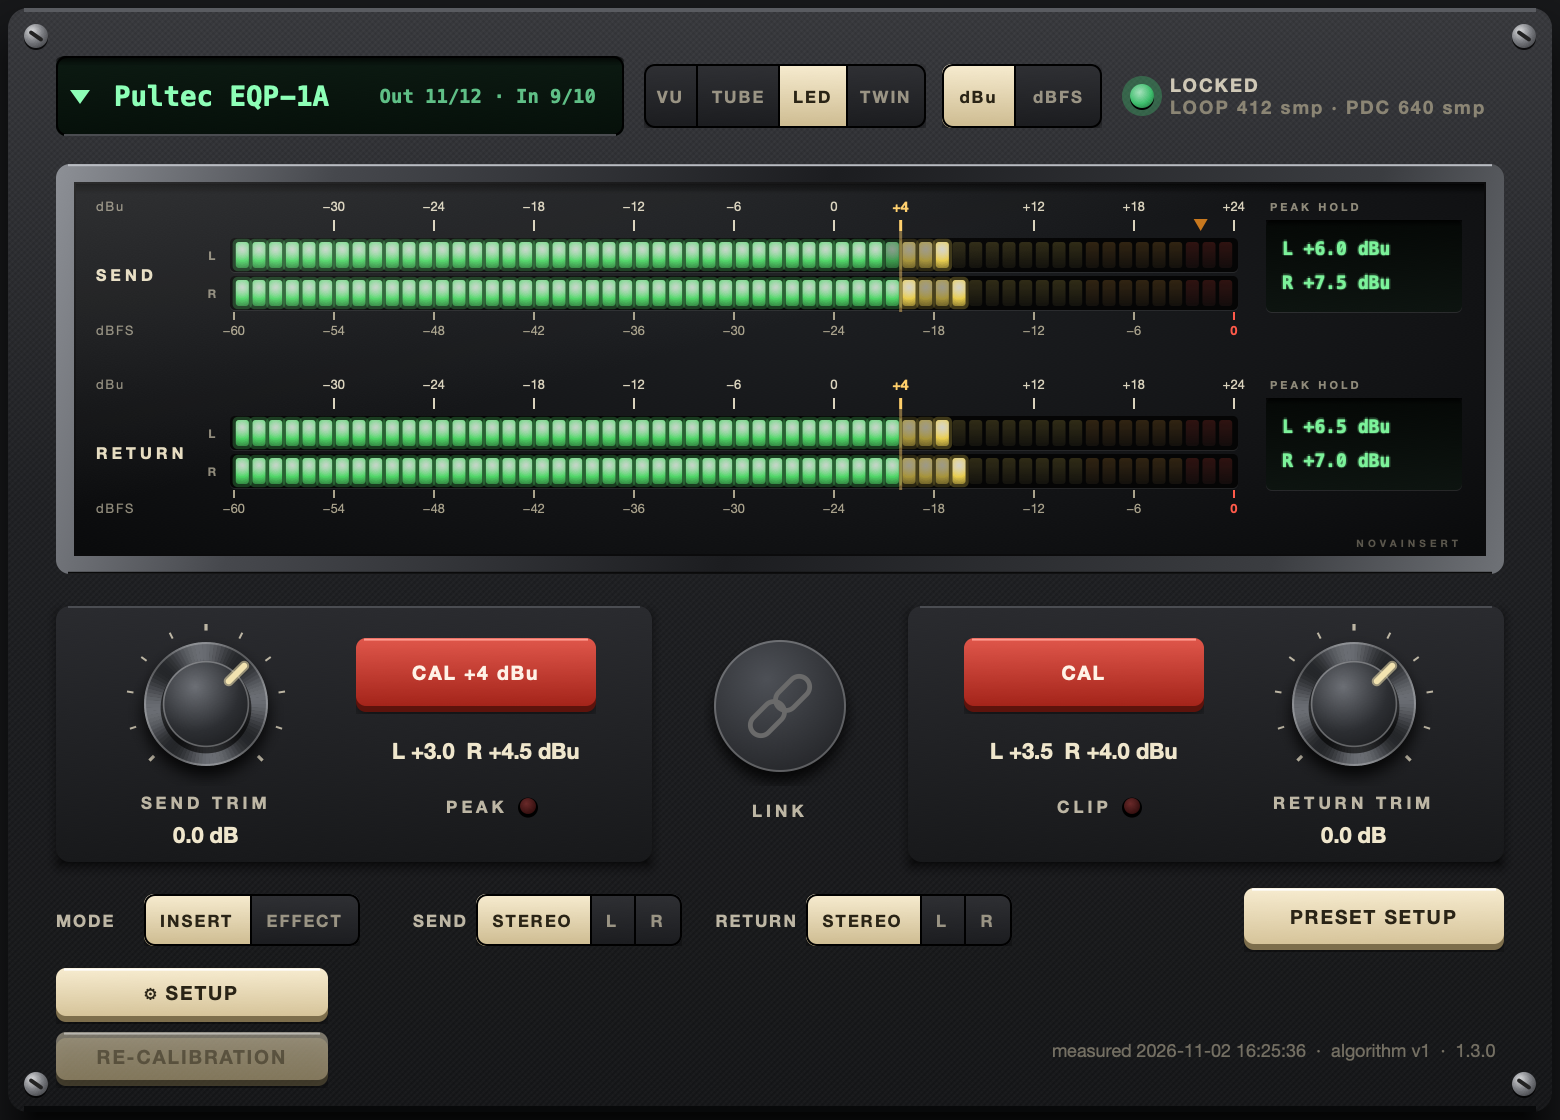 Pultec EQP-1A Out 11/12 · In 9/10
VU TUBE LED TWIN
dBu dBFS
LOCKED
LOOP 412 smp · PDC 640 smp
dBu −30 −24 −18 −12 −6 0 +4 +12 +18 +24 PEAK HOLD
L
SEND
R
L +6.0 dBu
R +7.5 dBu
dBFS −60 −54 −48 −42 −36 −30 −24 −18 −12 −6 0
dBu −30 −24 −18 −12 −6 0 +4 +12 +18 +24 PEAK HOLD
L
RETURN
R
L +6.5 dBu
R +7.0 dBu
dBFS −60 −54 −48 −42 −36 −30 −24 −18 −12 −6 0
NOVAINSERT
CAL +4 dBu
L +3.0 R +4.5 dBu
PEAK
SEND TRIM
0.0 dB
LINK
CAL
L +3.5 R +4.0 dBu
CLIP
RETURN TRIM
0.0 dB
MODE INSERT EFFECT
SEND STEREO L R
RETURN STEREO L R
PRESET SETUP
⚙ SETUP
RE-CALIBRATION
measured 2026-11-02 16:25:36 · algorithm v1 · 1.3.0